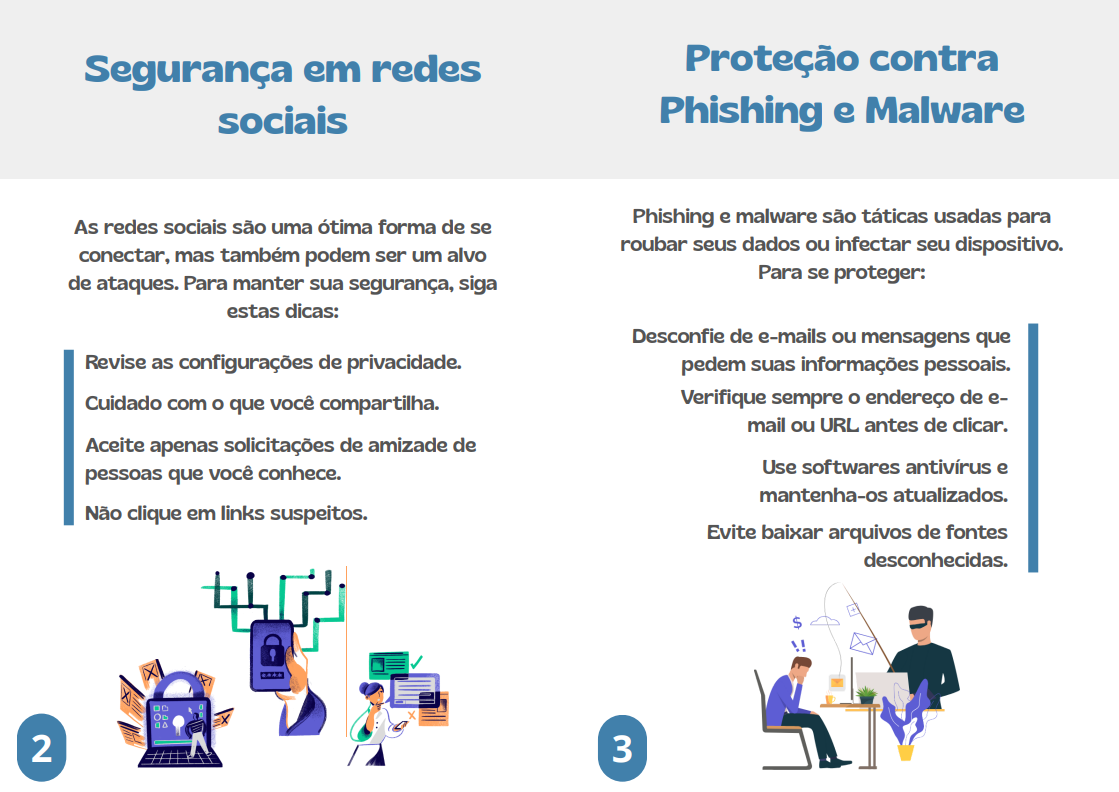 Segurança em redes
sociais
As redes sociais são uma ótima forma de se
conectar, mas também podem ser um alvo
de ataques. Para manter sua segurança, siga
estas dicas:
Revise as configurações de privacidade.
Cuidado com o que você compartilha.
Aceite apenas solicitações de amizade de
pessoas que você conhece.
Não clique em links suspeitos.
2
Proteção contra
Phishing e Malware
Phishing e malware são táticas usadas para
roubar seus dados ou infectar seu dispositivo.
Para se proteger:
Desconfie de e-mails ou mensagens que
pedem suas informações pessoais.
Verifique sempre o endereço de e-
mail ou URL antes de clicar.
Use softwares antivírus e
mantenha-os atualizados.
Evite baixar arquivos de fontes
desconhecidas.
$
!!
3